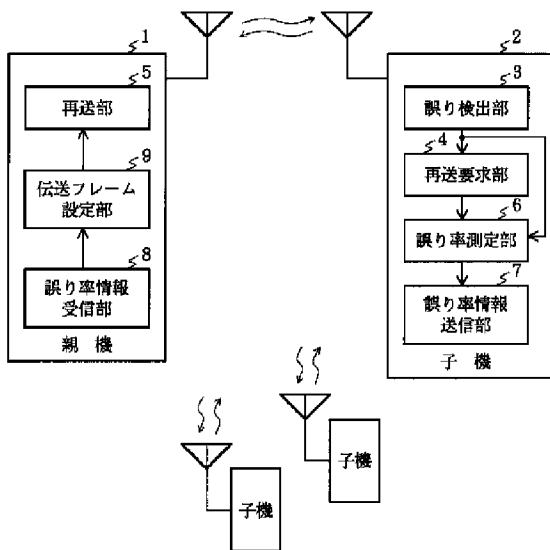 1
5
再送部
9
伝送フレーム
設定部
8
誤り率情報
受信部
親機
2
3
誤り検出部
4
再送要求部
6
誤り率測定部
7
誤り率情報
送信部
子機
子機
子機